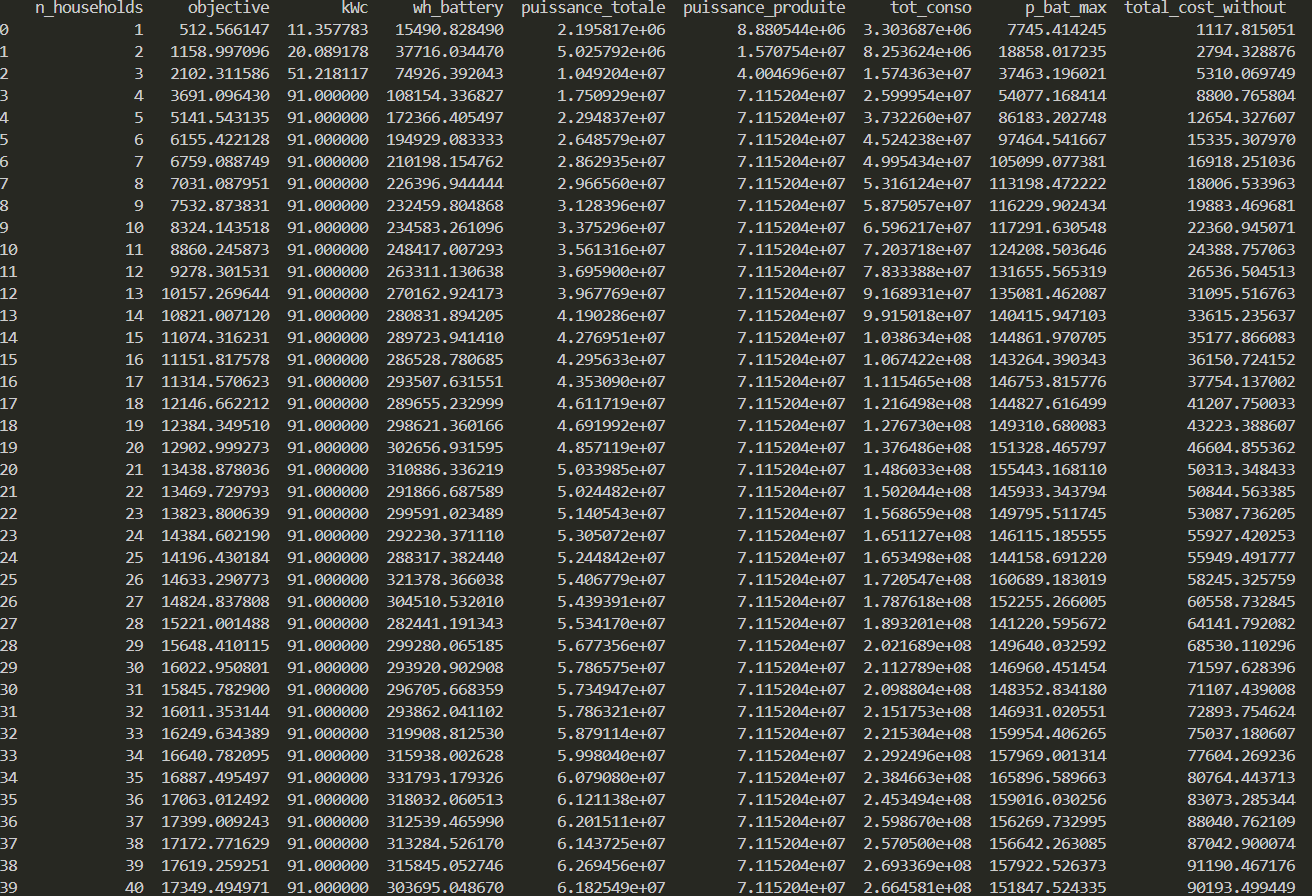 n_households objective kWc wh_battery puissance_totale puissance_produite tot_conso p_bat_max total_cost_without
0 1 512.566147 11.357783 15490.828490 2.195817e+06 8.880544e+06 3.303687e+06 7745.414245 1117.815051
1 2 1158.997096 20.089178 37716.034470 5.025792e+06 1.570754e+07 8.253624e+06 18858.017235 2794.328876
2 3 2102.311586 51.218117 74926.392043 1.049204e+07 4.004696e+07 1.574363e+07 37463.196021 5310.069749
3 4 3691.096430 91.000000 108154.336827 1.750929e+07 7.115204e+07 2.599954e+07 54077.168414 8800.765804
4 5 5141.543135 91.000000 172366.405497 2.294837e+07 7.115204e+07 3.732260e+07 86183.202748 12654.327607
5 6 6155.422128 91.000000 194929.083333 2.648579e+07 7.115204e+07 4.524238e+07 97464.541667 15335.307970
6 7 6759.088749 91.000000 210198.154762 2.862935e+07 7.115204e+07 4.995434e+07 105099.077381 16918.251036
7 8 7031.087951 91.000000 226396.944444 2.966560e+07 7.115204e+07 5.316124e+07 113198.472222 18006.533963
8 9 7532.873831 91.000000 232459.804868 3.128396e+07 7.115204e+07 5.875057e+07 116229.902434 19883.469681
9 10 8324.143518 91.000000 234583.261096 3.375296e+07 7.115204e+07 6.596217e+07 117291.630548 22360.945071
10 11 8860.245873 91.000000 248417.007293 3.561316e+07 7.115204e+07 7.203718e+07 124208.503646 24388.757063
11 12 9278.301531 91.000000 263311.130638 3.695900e+07 7.115204e+07 7.833388e+07 131655.565319 26536.504513
12 13 10157.269644 91.000000 270162.924173 3.967769e+07 7.115204e+07 9.168931e+07 135081.462087 31095.516763
13 14 10821.007120 91.000000 280831.894205 4.190286e+07 7.115204e+07 9.915018e+07 140415.947103 33615.235637
14 15 11074.316231 91.000000 289723.941410 4.276951e+07 7.115204e+07 1.038634e+08 144861.970705 35177.866083
15 16 11151.817578 91.000000 286528.780685 4.295633e+07 7.115204e+07 1.067422e+08 143264.390343 36150.724152
16 17 11314.570623 91.000000 293507.631551 4.353090e+07 7.115204e+07 1.115465e+08 146753.815776 37754.137002
17 18 12146.662212 91.000000 289655.232999 4.611719e+07 7.115204e+07 1.216498e+08 144827.616499 41207.750033
18 19 12384.349510 91.000000 298621.360166 4.691992e+07 7.115204e+07 1.276730e+08 149310.680083 43223.388607
19 20 12902.999273 91.000000 302656.931595 4.857119e+07 7.115204e+07 1.376486e+08 151328.465797 46604.855362
20 21 13438.878036 91.000000 310886.336219 5.033985e+07 7.115204e+07 1.486033e+08 155443.168110 50313.348433
21 22 13469.729793 91.000000 291866.687589 5.024482e+07 7.115204e+07 1.502044e+08 145933.343794 50844.563385
22 23 13823.800639 91.000000 299591.023489 5.140543e+07 7.115204e+07 1.568659e+08 149795.511745 53087.736205
23 24 14384.602190 91.000000 292230.371110 5.305072e+07 7.115204e+07 1.651127e+08 146115.185555 55927.420253
24 25 14196.430184 91.000000 288317.382440 5.244842e+07 7.115204e+07 1.653498e+08 144158.691220 55949.491777
25 26 14633.290773 91.000000 321378.366038 5.406779e+07 7.115204e+07 1.720547e+08 160689.183019 58245.325759
26 27 14824.837808 91.000000 304510.532010 5.439391e+07 7.115204e+07 1.787618e+08 152255.266005 60558.732845
27 28 15221.001488 91.000000 282441.191343 5.534170e+07 7.115204e+07 1.893201e+08 141220.595672 64141.792082
28 29 15648.410115 91.000000 299280.065185 5.677356e+07 7.115204e+07 2.021689e+08 149640.032592 68530.110296
29 30 16022.950801 91.000000 293920.902908 5.786575e+07 7.115204e+07 2.112789e+08 146960.451454 71597.628396
30 31 15845.782900 91.000000 296705.668359 5.734947e+07 7.115204e+07 2.098804e+08 148352.834180 71107.439008
31 32 16011.353144 91.000000 293862.041102 5.786321e+07 7.115204e+07 2.151753e+08 146931.020551 72893.754624
32 33 16249.634389 91.000000 319908.812530 5.879114e+07 7.115204e+07 2.215304e+08 159954.406265 75037.180607
33 34 16640.782095 91.000000 315938.002628 5.998040e+07 7.115204e+07 2.292496e+08 157969.001314 77604.269236
34 35 16887.495497 91.000000 331793.179326 6.079080e+07 7.115204e+07 2.384663e+08 165896.589663 80764.443713
35 36 17063.012492 91.000000 318032.060513 6.121138e+07 7.115204e+07 2.453494e+08 159016.030256 83073.285344
36 37 17399.009243 91.000000 312539.465990 6.201511e+07 7.115204e+07 2.598670e+08 156269.732995 88040.762109
37 38 17172.771629 91.000000 313284.526170 6.143725e+07 7.115204e+07 2.570500e+08 156642.263085 87042.900074
38 39 17619.259251 91.000000 315845.052746 6.269456e+07 7.115204e+07 2.693369e+08 157922.526373 91190.467176
39 40 17349.494971 91.000000 303695.048670 6.182549e+07 7.115204e+07 2.664581e+08 151847.524335 90193.499449